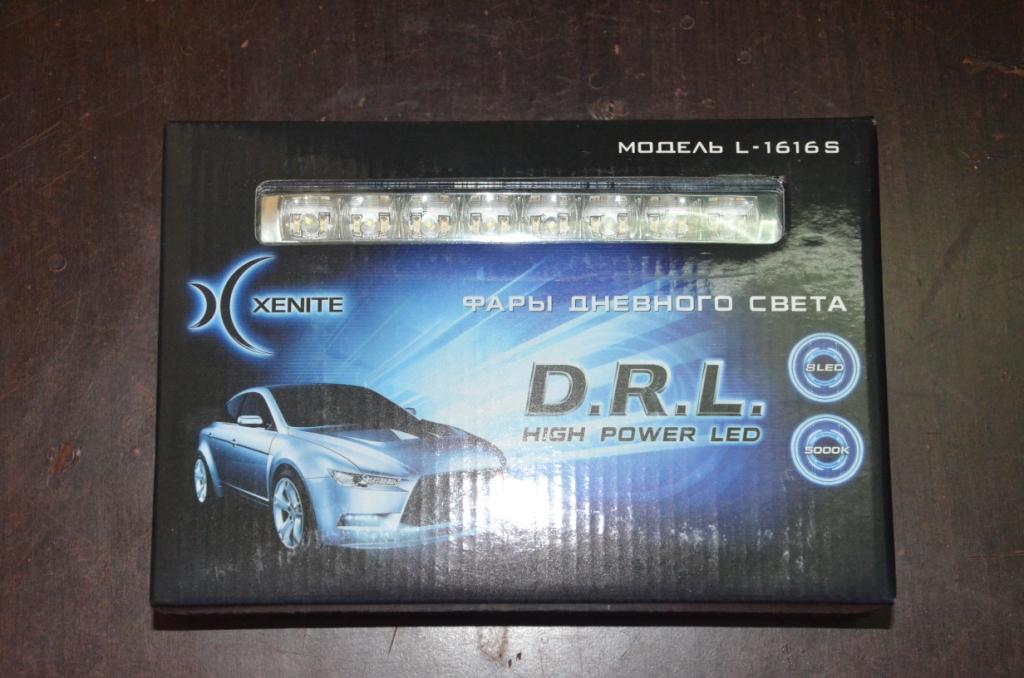 МОДЕЛЬ L-1616S
XENITE
ФАРЫ ДНЕВНОГО СВЕТА
D.R.L.
HIGH POWER LED
8LED
5000K